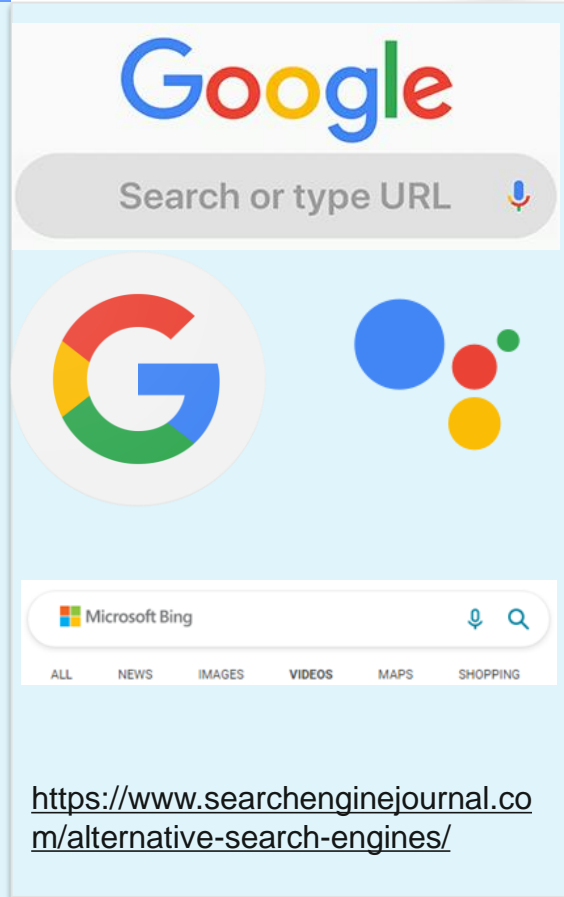 Google
Search or type URL
G
Microsoft Bing
ALL NEWS IMAGES VIDEOS MAPS SHOPPING
https://www.searchenginejournal.co
m/alternative-search-engines/